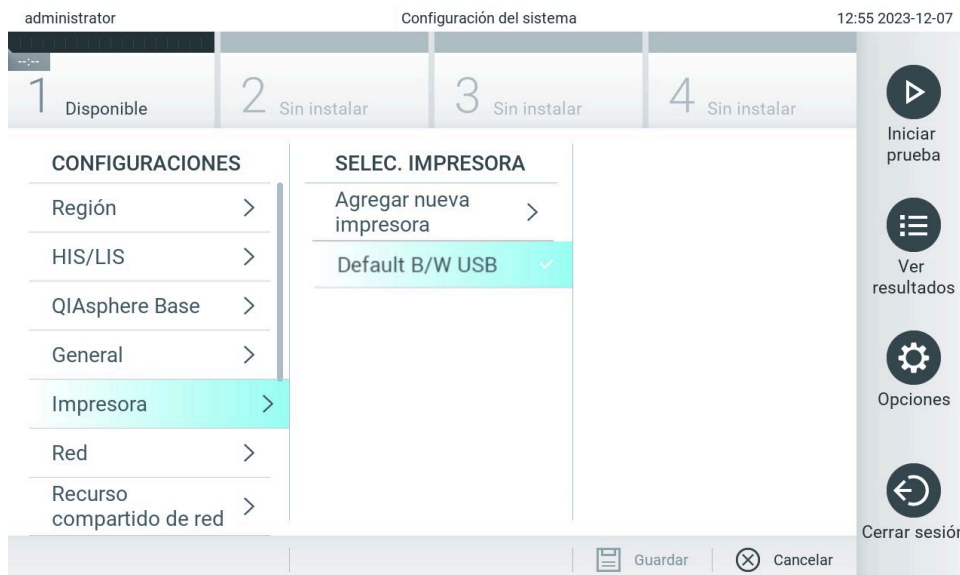 administrator
Configuración del sistema
12:55 2023-12-07
--:--
1 Disponible
2 Sin instalar
3 Sin instalar
4 Sin instalar
CONFIGURACIONES
Región
HIS/LIS
QIAsphere Base
General
Impresora
Red
Recurso
compartido de red
SELEC. IMPRESORA
Agregar nueva
impresora
Default B/W USB
Iniciar
prueba
Ver
resultados
Opciones
Cerrar sesión
Guardar
Cancelar